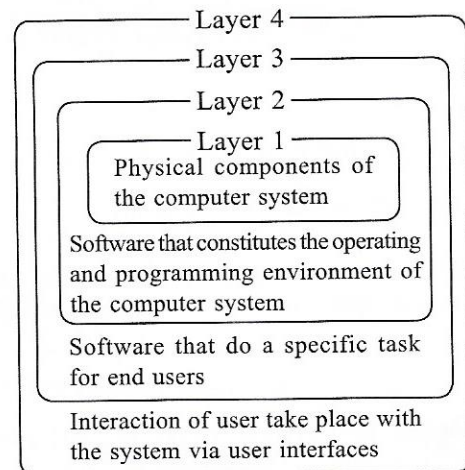 Layer 4
Layer 3
Layer 2
Layer 1
Physical components of
the computer system
Software that constitutes the operating
and programming environment of
the computer system
Software that do a specific task
for end users
Interaction of user take place with
the system via user interfaces